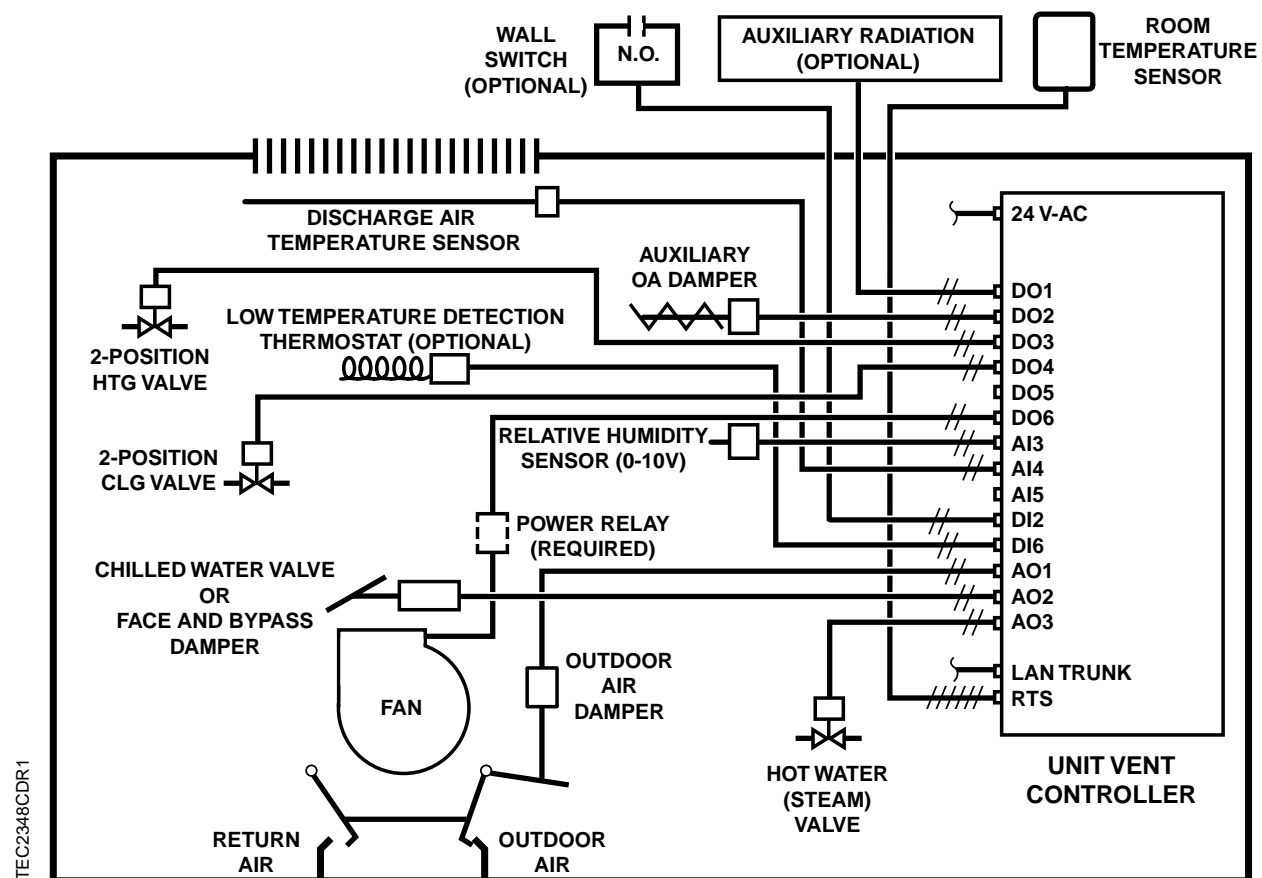 WALL
SWITCH
(OPTIONAL)
N.O.
AUXILIARY RADIATION
(OPTIONAL)
ROOM
TEMPERATURE
SENSOR
DISCHARGE AIR
TEMPERATURE SENSOR
AUXILIARY
OA DAMPER
LOW TEMPERATURE DETECTION
THERMOSTAT (OPTIONAL)
2-POSITION
HTG VALVE
2-POSITION
CLG VALVE
RELATIVE HUMIDITY
SENSOR (0-10V)
POWER RELAY
(REQUIRED)
CHILLED WATER VALVE
OR
FACE AND BYPASS
DAMPER
FAN
OUTDOOR
AIR
DAMPER
RETURN
AIR
OUTDOOR
AIR
HOT WATER
(STEAM)
VALVE
24 V-AC
DO1
DO2
DO3
DO4
DO5
DO6
AI3
AI4
AI5
DI2
DI6
AO1
AO2
AO3
LAN TRUNK
RTS
UNIT VENT
CONTROLLER
TEC2348CDR1